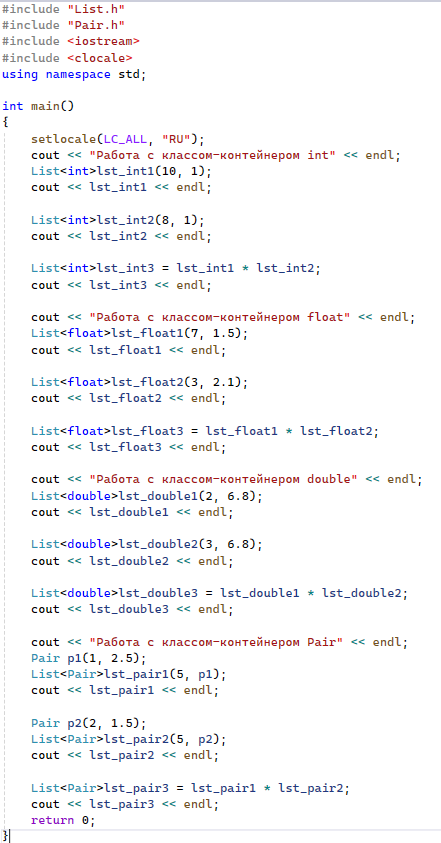 #include "List.h"
#include "Pair.h"
#include <iostream>
#include <clocale>
using namespace std;
int main()
{
setlocale(LC_ALL, "RU");
cout << "Работа с классом-контейнером int" << endl;
List<int>lst_int1(10, 1);
cout << lst_int1 << endl;
List<int>lst_int2(8, 1);
cout << lst_int2 << endl;
List<int>lst_int3 = lst_int1 * lst_int2;
cout << lst_int3 << endl;
cout << "Работа с классом-контейнером float" << endl;
List<float>lst_float1(7, 1.5);
cout << lst_float1 << endl;
List<float>lst_float2(3, 2.1);
cout << lst_float2 << endl;
List<float>lst_float3 = lst_float1 * lst_float2;
cout << lst_float3 << endl;
cout << "Работа с классом-контейнером double" << endl;
List<double>lst_double1(2, 6.8);
cout << lst_double1 << endl;
List<double>lst_double2(3, 6.8);
cout << lst_double2 << endl;
List<double>lst_double3 = lst_double1 * lst_double2;
cout << lst_double3 << endl;
cout << "Работа с классом-контейнером Pair" << endl;
Pair p1(1, 2.5);
List<Pair>lst_pair1(5, p1);
cout << lst_pair1 << endl;
Pair p2(2, 1.5);
List<Pair>lst_pair2(5, p2);
cout << lst_pair2 << endl;
List<Pair>lst_pair3 = lst_pair1 * lst_pair2;
cout << lst_pair3 << endl;
return 0;
}